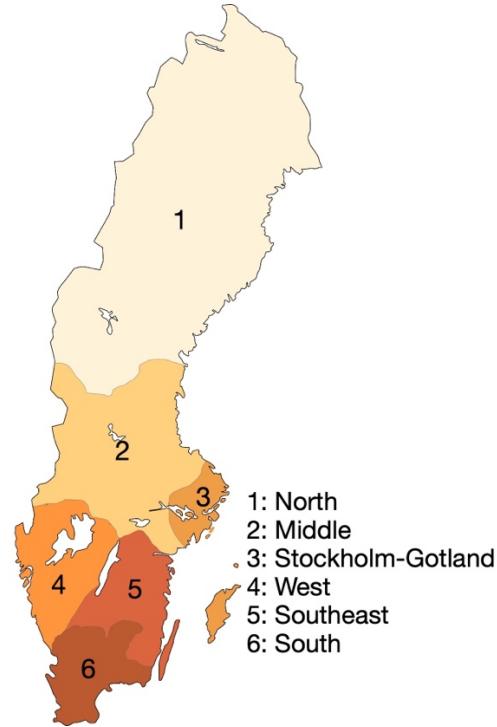 1
2
3
4
5
6
1: North
2: Middle
3: Stockholm-Gotland
4: West
5: Southeast
6: South